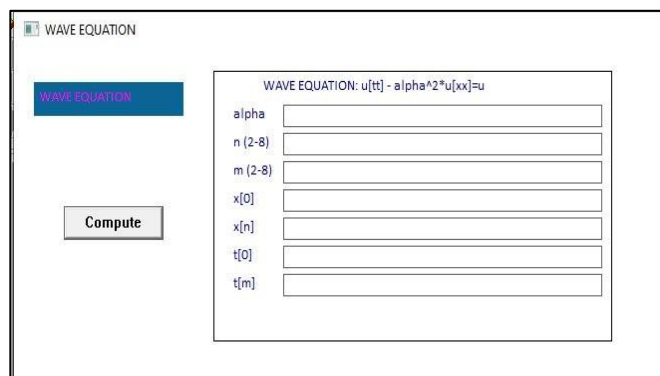 WAVE EQUATION
WAVE EQUATION
WAVE EQUATION: u[tt] - alpha^2*u[xx]=u
alpha
n (2-8)
m (2-8)
x[0]
x[n]
t[0]
t[m]
Compute